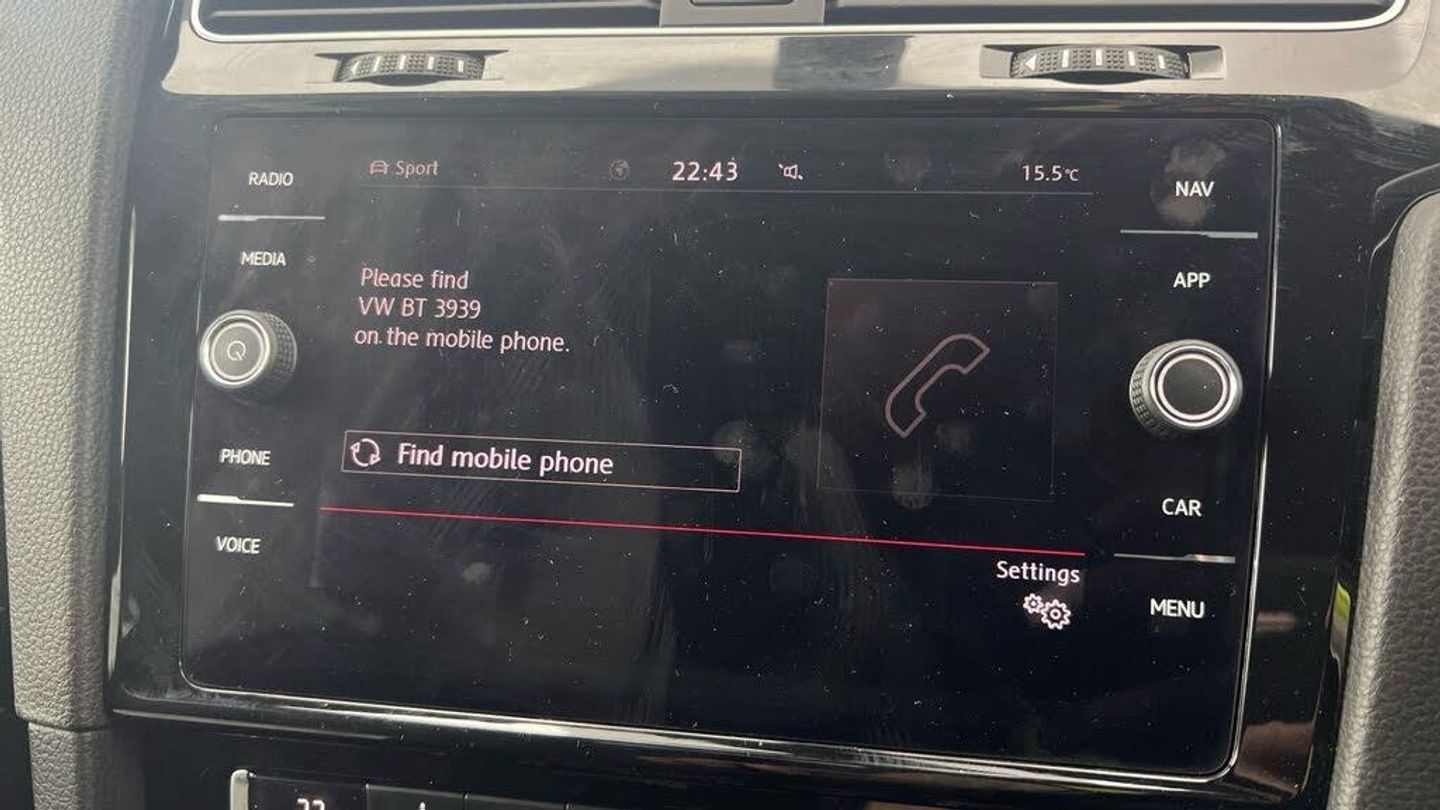 RADIO
Sport
22:43
15.5°C
NAV
MEDIA
Please find
VW BT 3939
on the mobile phone.
APP
PHONE
Find mobile phone
CAR
VOICE
Settings
MENU